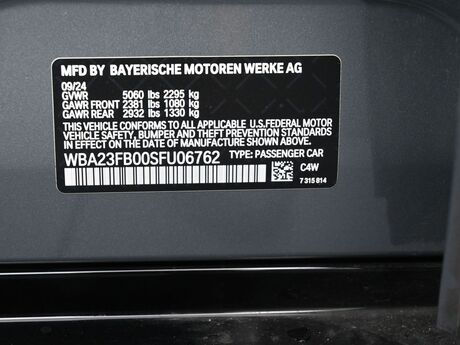 MFD BY BAYERISCHE MOTOREN WERKE AG
09/24
GVWR 5060 lbs 2295 kg
GAWR FRONT 2381 lbs 1080 kg
GAWR REAR 2932 lbs 1330 kg
THIS VEHICLE CONFORMS TO ALL APPLICABLE U.S.FEDERAL MOTOR
VEHICLE SAFETY, BUMPER, AND THEFT PREVENTION STANDARDS
IN EFFECT ON THE DATE OF MANUFACTURE SHOWN ABOVE.
WBA23FB00SFU06762 TYPE: PASSENGER CAR
C4W
7 315 814